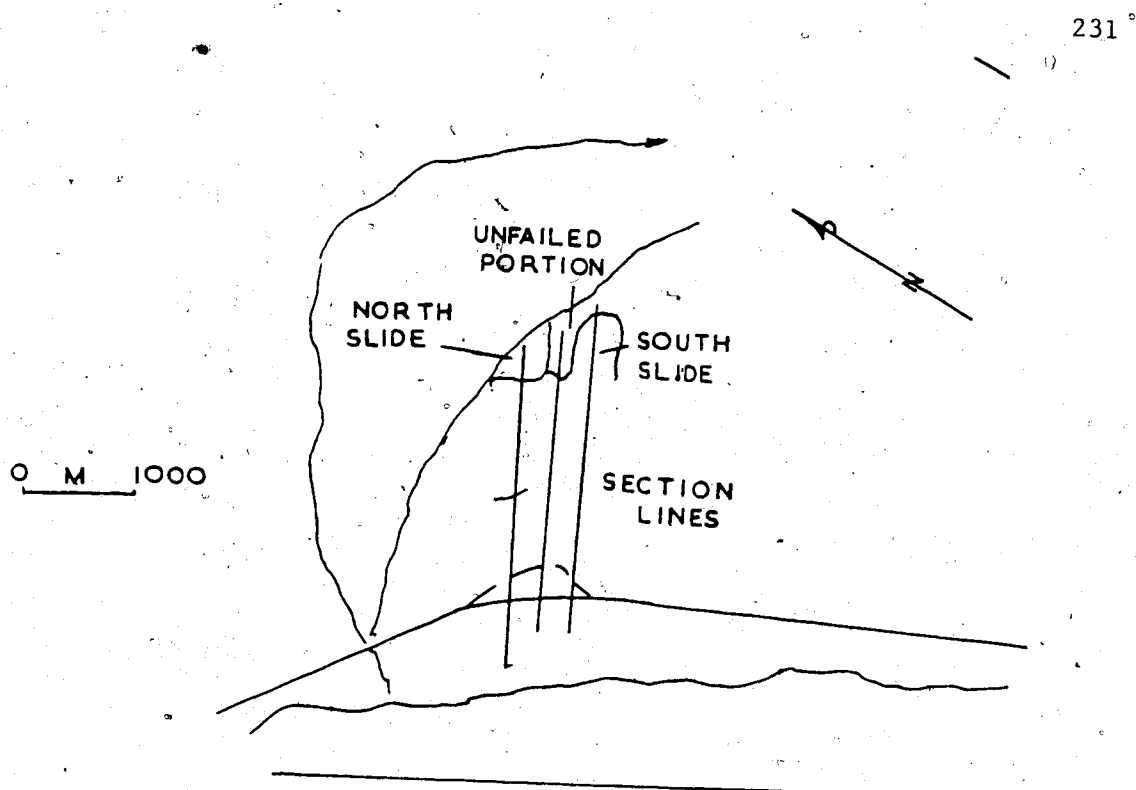 231
UNFAILED
PORTION
NORTH
SLIDE
SOUTH
SLIDE
0 M 1000
SECTION
LINES
N